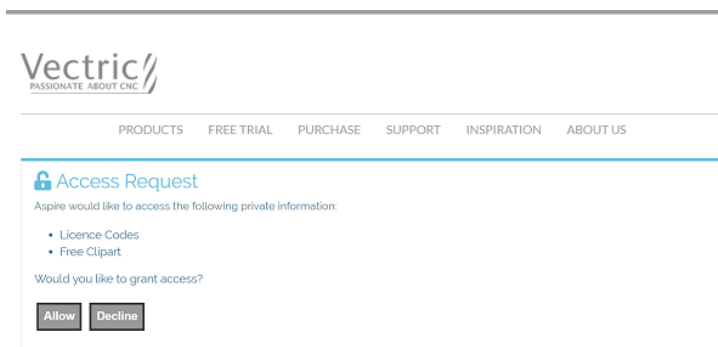 Vectric
PASSIONATE ABOUT CNC
PRODUCTS FREE TRIAL PURCHASE SUPPORT INSPIRATION ABOUT US
Access Request
Aspire would like to access the following private information:
• Licence Codes
• Free Clipart
Would you like to grant access?
Allow Decline